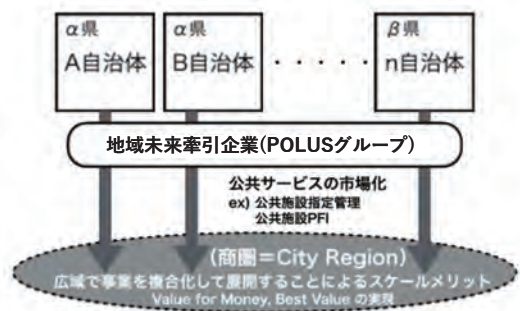 α県
A自治体
α県
B自治体
・・・・・
β県
n自治体
地域未来牽引企業(POLUSグループ)
公共サービスの市場化
ex) 公共施設指定管理
公共施設PFI
(商圏=City Region)
広域で事業を複合化して展開することによるスケールメリット
Value for Money, Best Value の実現